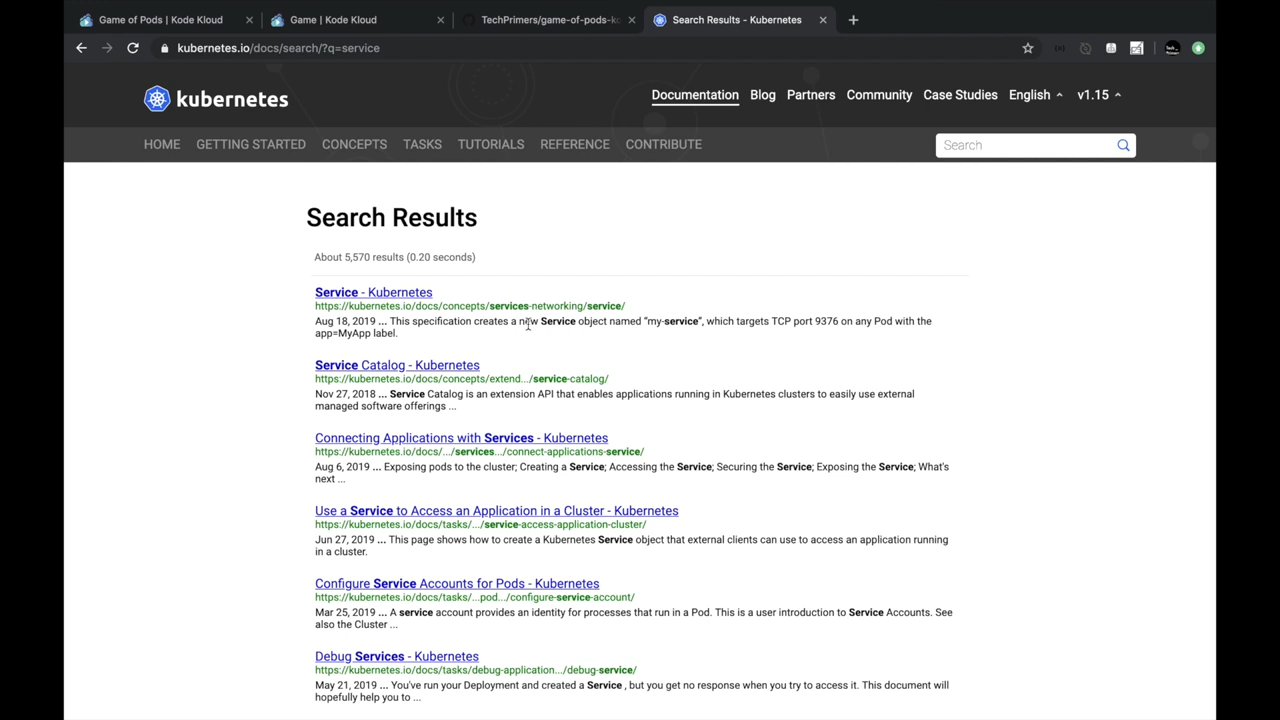 Game of Pods | Kode Kloud
Game | Kode Kloud
TechPrimers/game-of-pods-ko
Search Results - Kubernetes
kubernetes.io/docs/search/?q=service
kubernetes
Documentation Blog Partners Community Case Studies English v1.15
HOME GETTING STARTED CONCEPTS TASKS TUTORIALS REFERENCE CONTRIBUTE
Search
Search Results
About 5,570 results (0.20 seconds)
Service - Kubernetes
https://kubernetes.io/docs/concepts/services-networking/service/
Aug 18, 2019 ... This specification creates a new Service object named “my-service”, which targets TCP port 9376 on any Pod with the
app=MyApp label.
Service Catalog - Kubernetes
https://kubernetes.io/docs/concepts/extend.../service-catalog/
Nov 27, 2018 ... Service Catalog is an extension API that enables applications running in Kubernetes clusters to easily use external
managed software offerings ...
Connecting Applications with Services - Kubernetes
https://kubernetes.io/docs/.../services.../connect-applications-service/
Aug 6, 2019 ... Exposing pods to the cluster; Creating a Service; Accessing the Service; Securing the Service; Exposing the Service; What's
next ...
Use a Service to Access an Application in a Cluster - Kubernetes
https://kubernetes.io/docs/tasks/.../service-access-application-cluster/
Jun 27, 2019 ... This page shows how to create a Kubernetes Service object that external clients can use to access an application running
in a cluster.
Configure Service Accounts for Pods - Kubernetes
https://kubernetes.io/docs/tasks/...pod.../configure-service-account/
Mar 25, 2019 ... A service account provides an identity for processes that run in a Pod. This is a user introduction to Service Accounts. See
also the Cluster ...
Debug Services - Kubernetes
https://kubernetes.io/docs/tasks/debug-application.../debug-service/
May 21, 2019 ... You've run your Deployment and created a Service , but you get no response when you try to access it. This document will
hopefully help you to ...